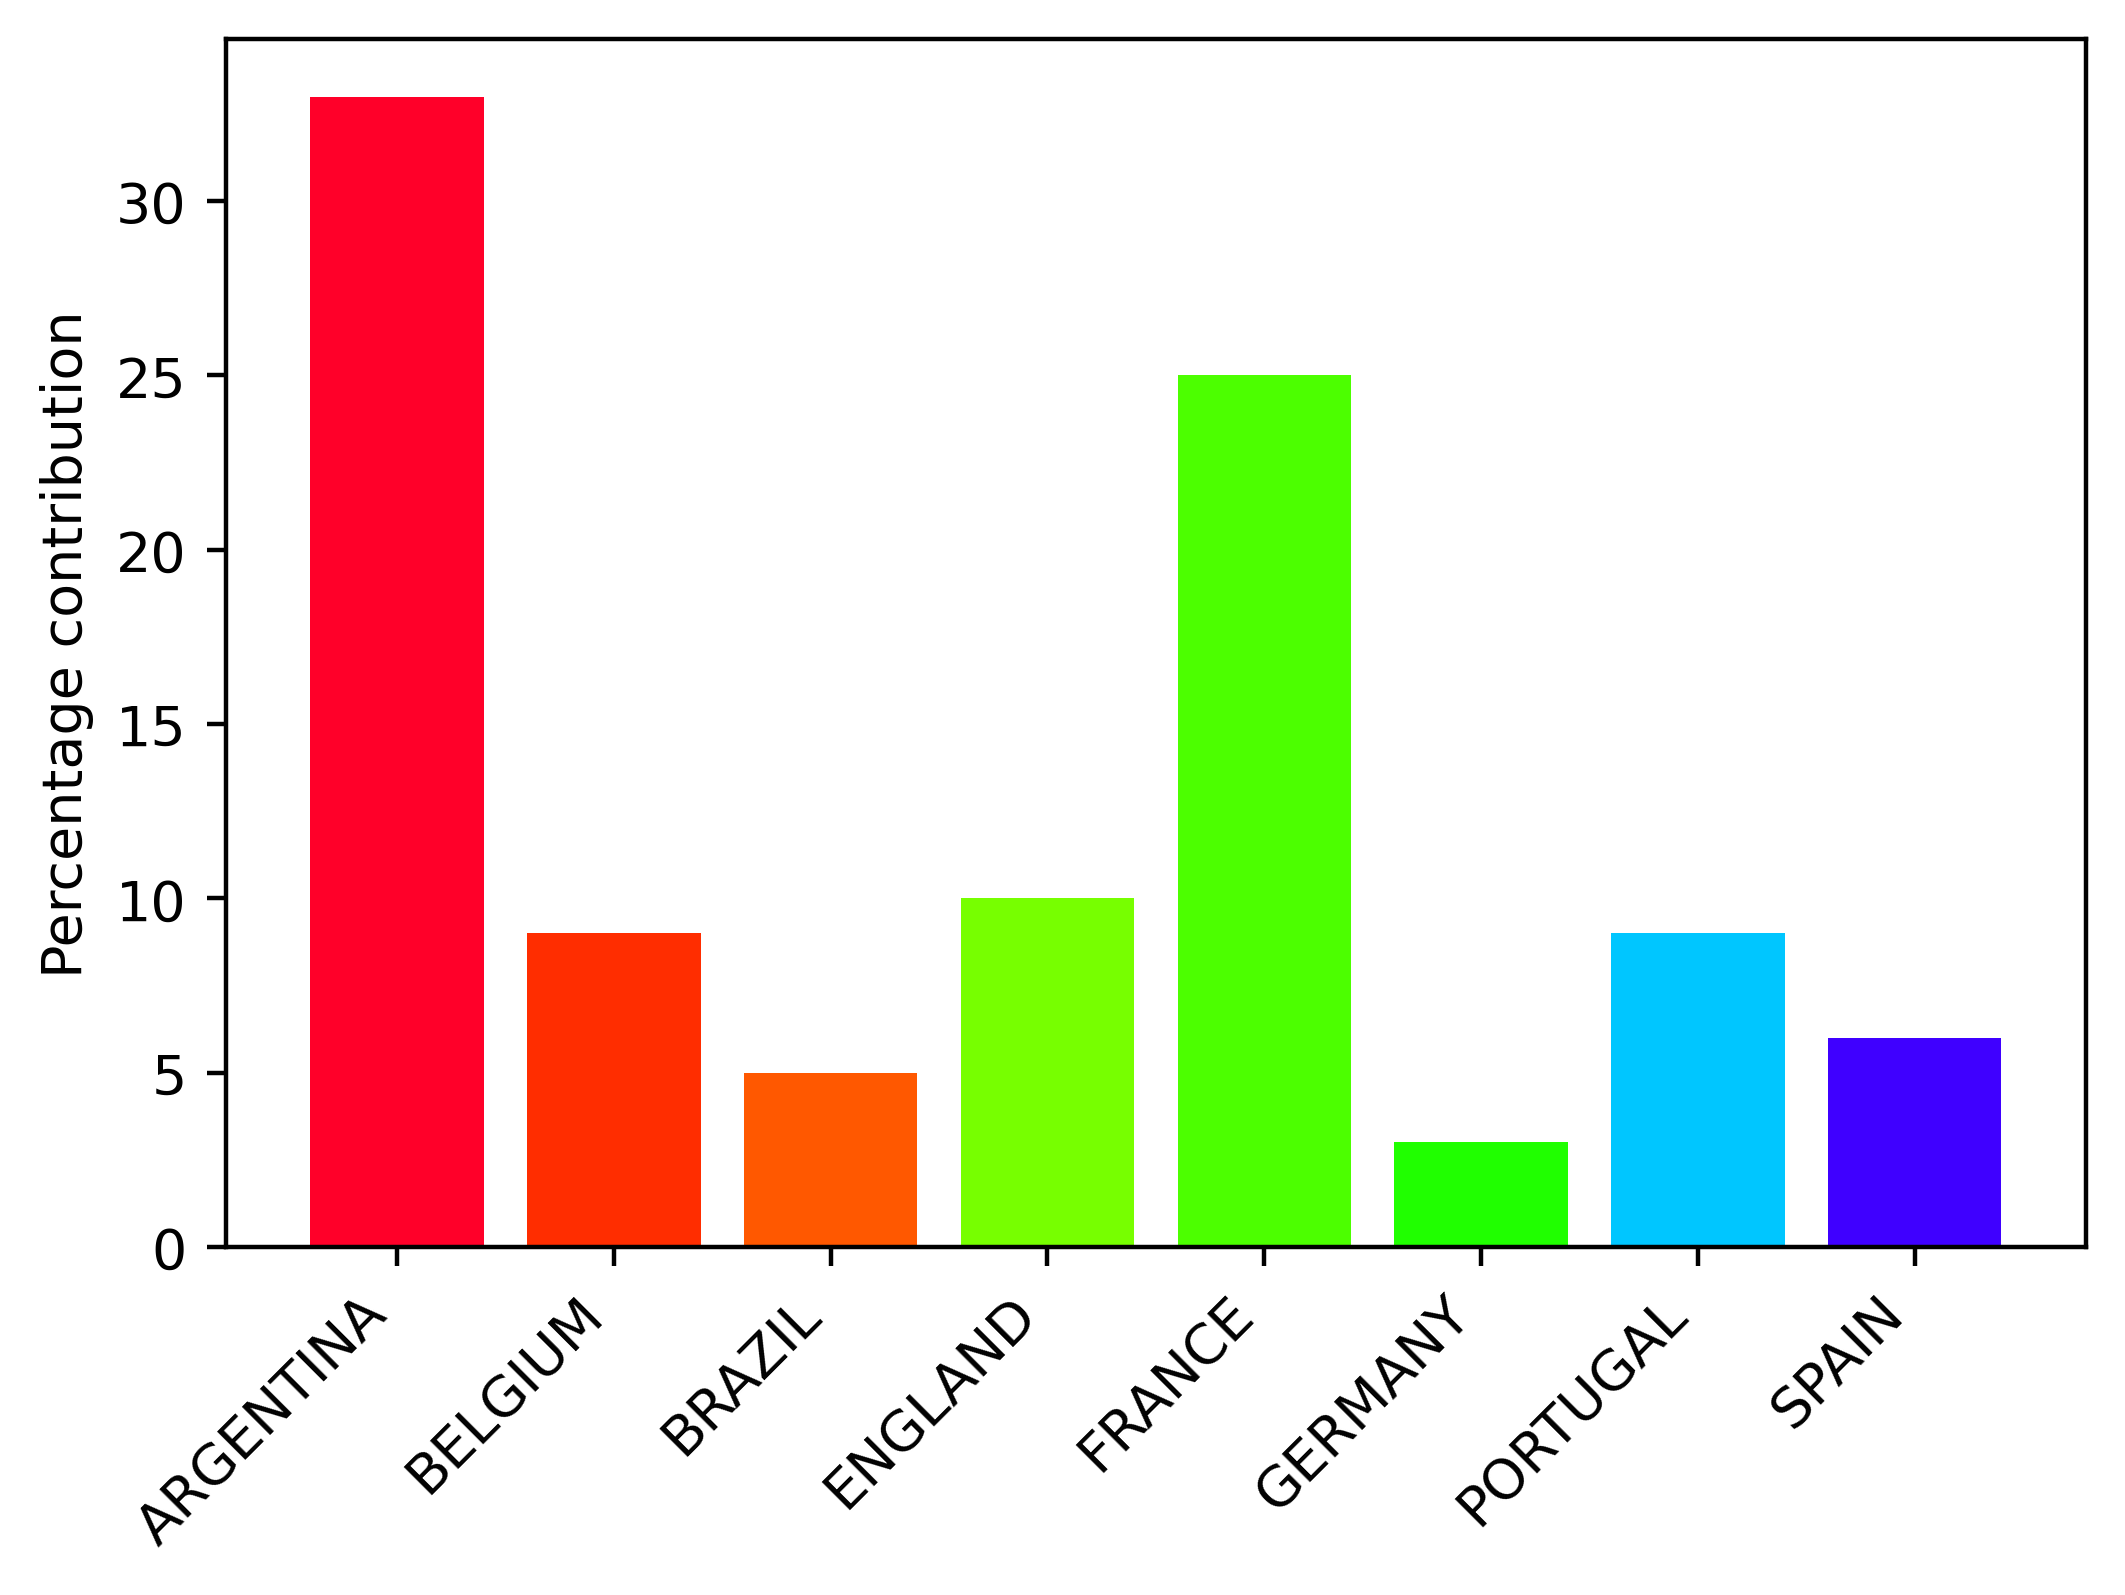 Percentage contribution
30
25
20
15
10
5
0
ARGENTINA
BELGIUM
BRAZIL
ENGLAND
FRANCE
GERMANY
PORTUGAL
SPAIN